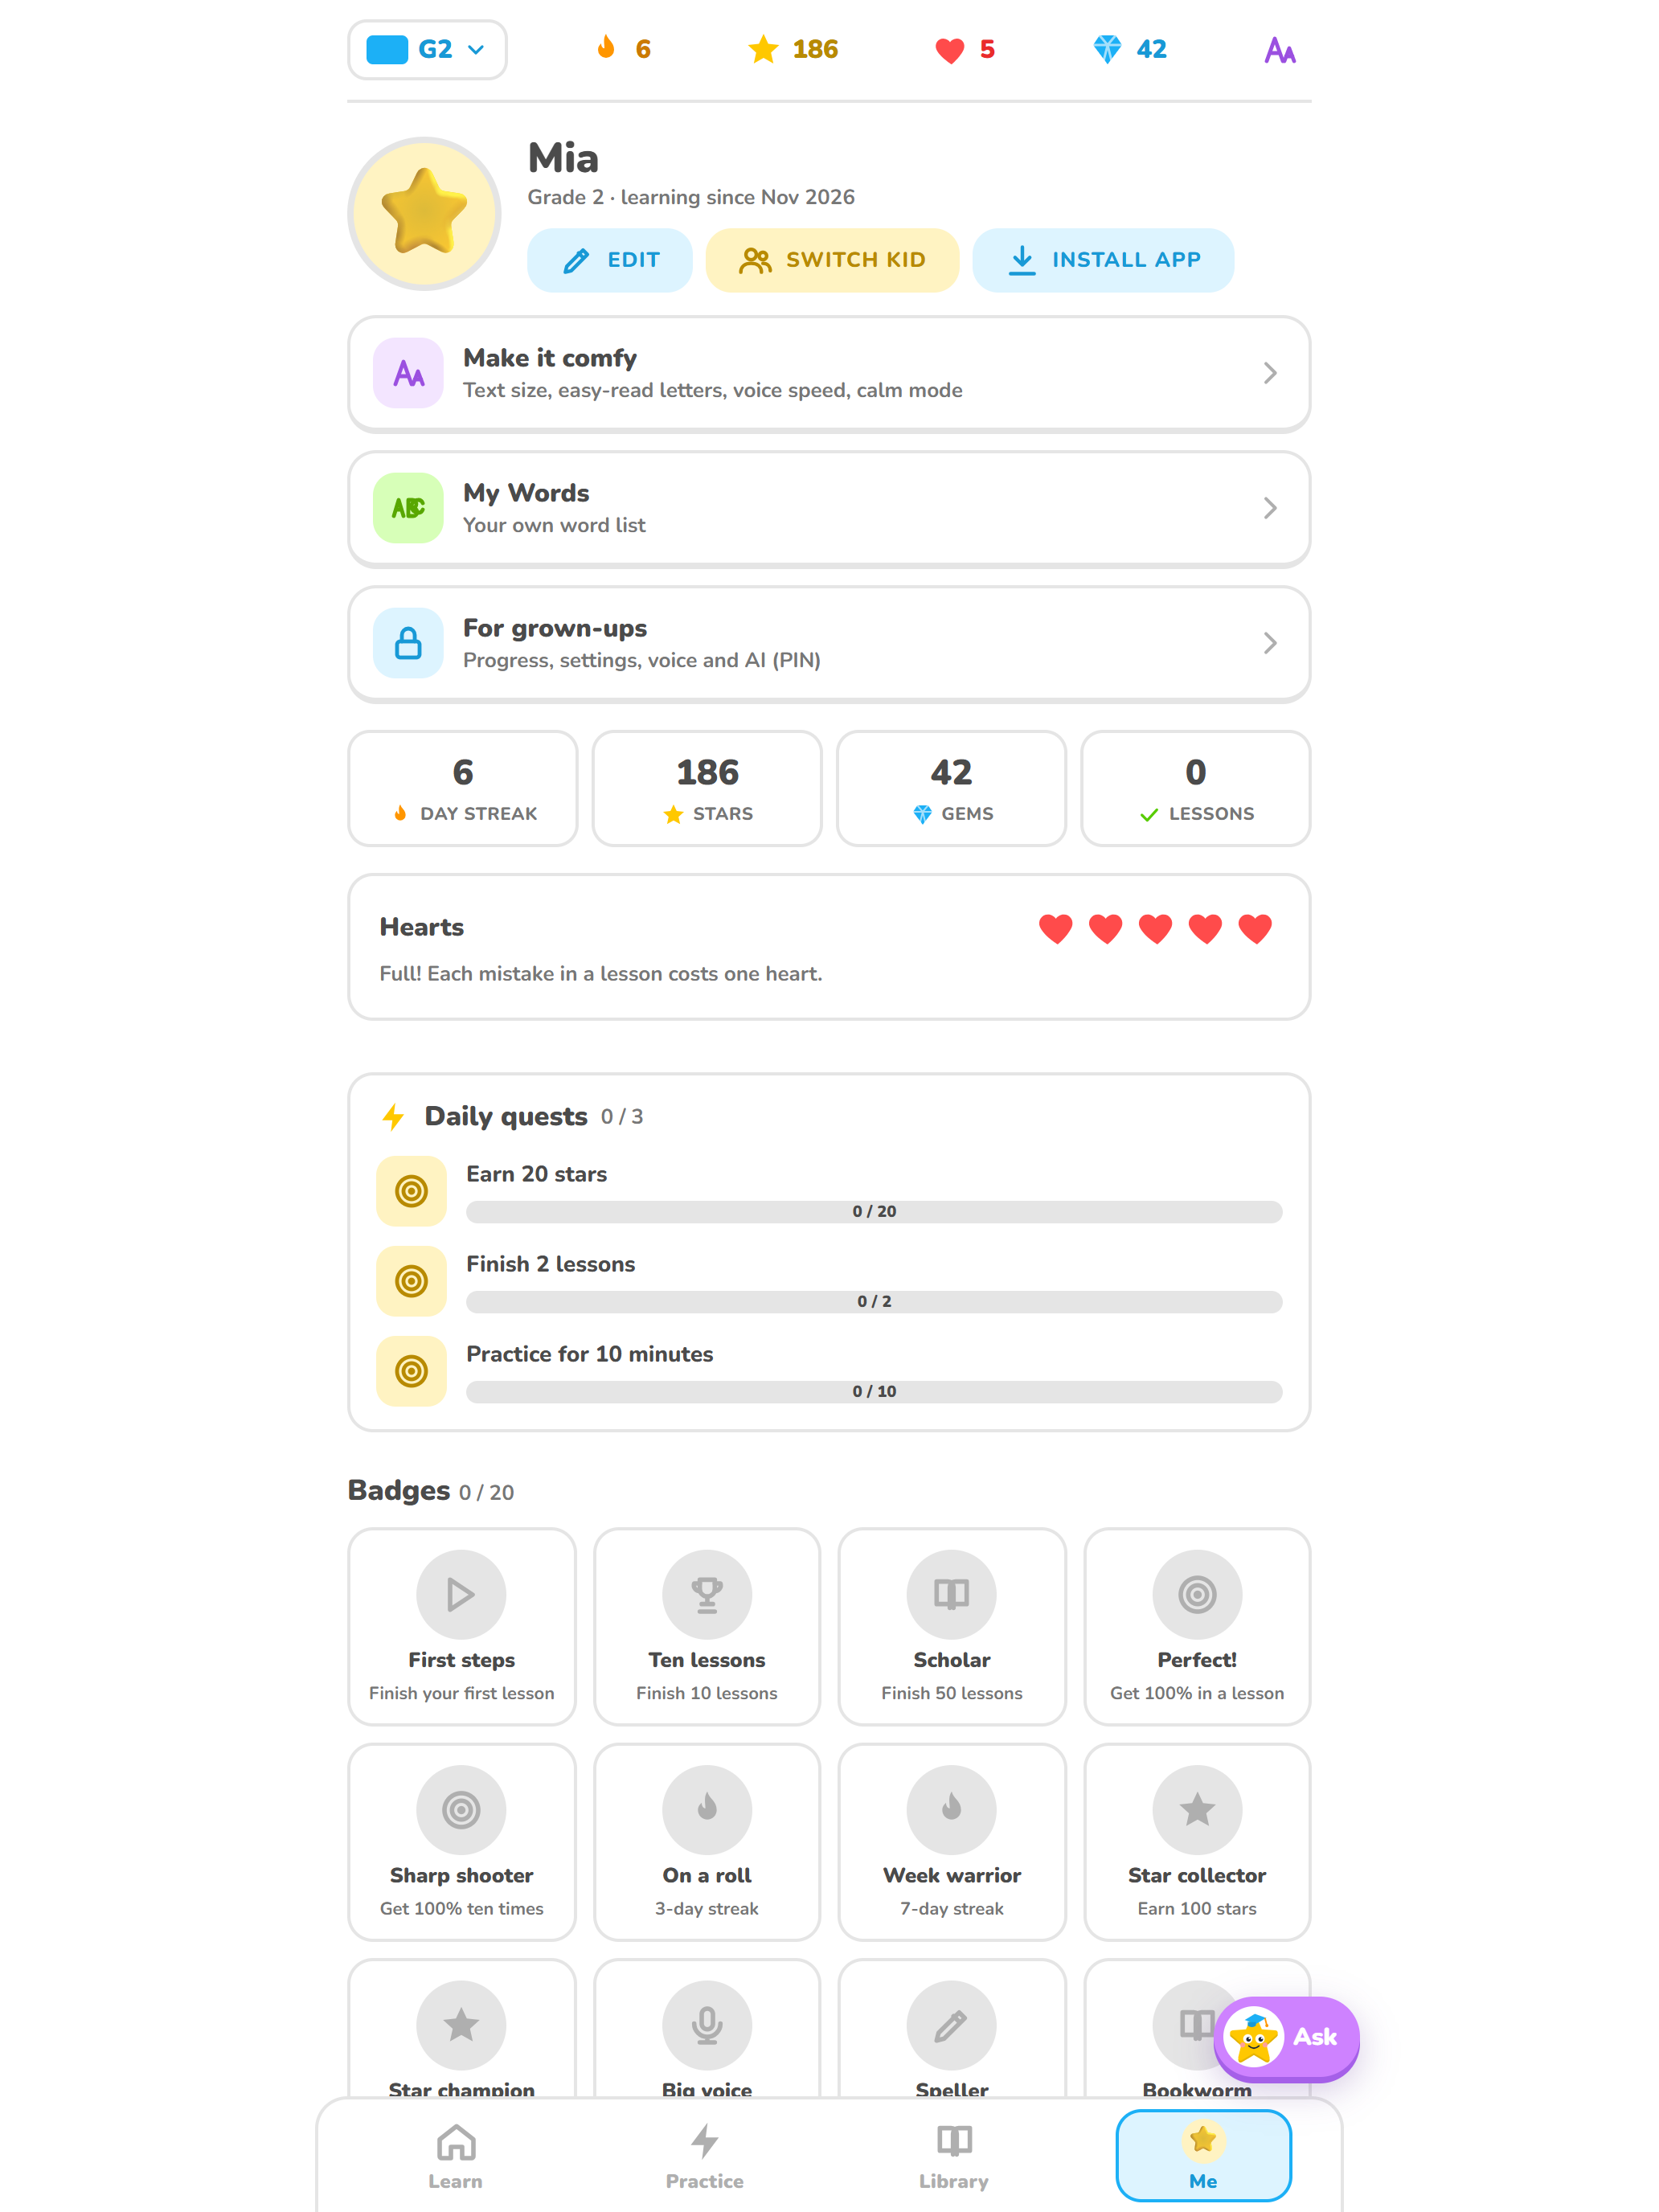 G2
6
186
5
42
AA
Mia
Grade 2 · learning since Nov 2026
EDIT
SWITCH KID
INSTALL APP
AA
Make it comfy
Text size, easy-read letters, voice speed, calm mode
ABC
My Words
Your own word list
For grown-ups
Progress, settings, voice and AI (PIN)
6
DAY STREAK
186
STARS
42
GEMS
0
LESSONS
Hearts
Full! Each mistake in a lesson costs one heart.
Daily quests 0 / 3
Earn 20 stars
0 / 20
Finish 2 lessons
0 / 2
Practice for 10 minutes
0 / 10
Badges 0 / 20
First steps
Finish your first lesson
Ten lessons
Finish 10 lessons
Scholar
Finish 50 lessons
Perfect!
Get 100% in a lesson
Sharp shooter
Get 100% ten times
On a roll
3-day streak
Week warrior
7-day streak
Star collector
Earn 100 stars
Star champion
Big voice
Speller
Bookworm
Ask
Learn
Practice
Library
Me